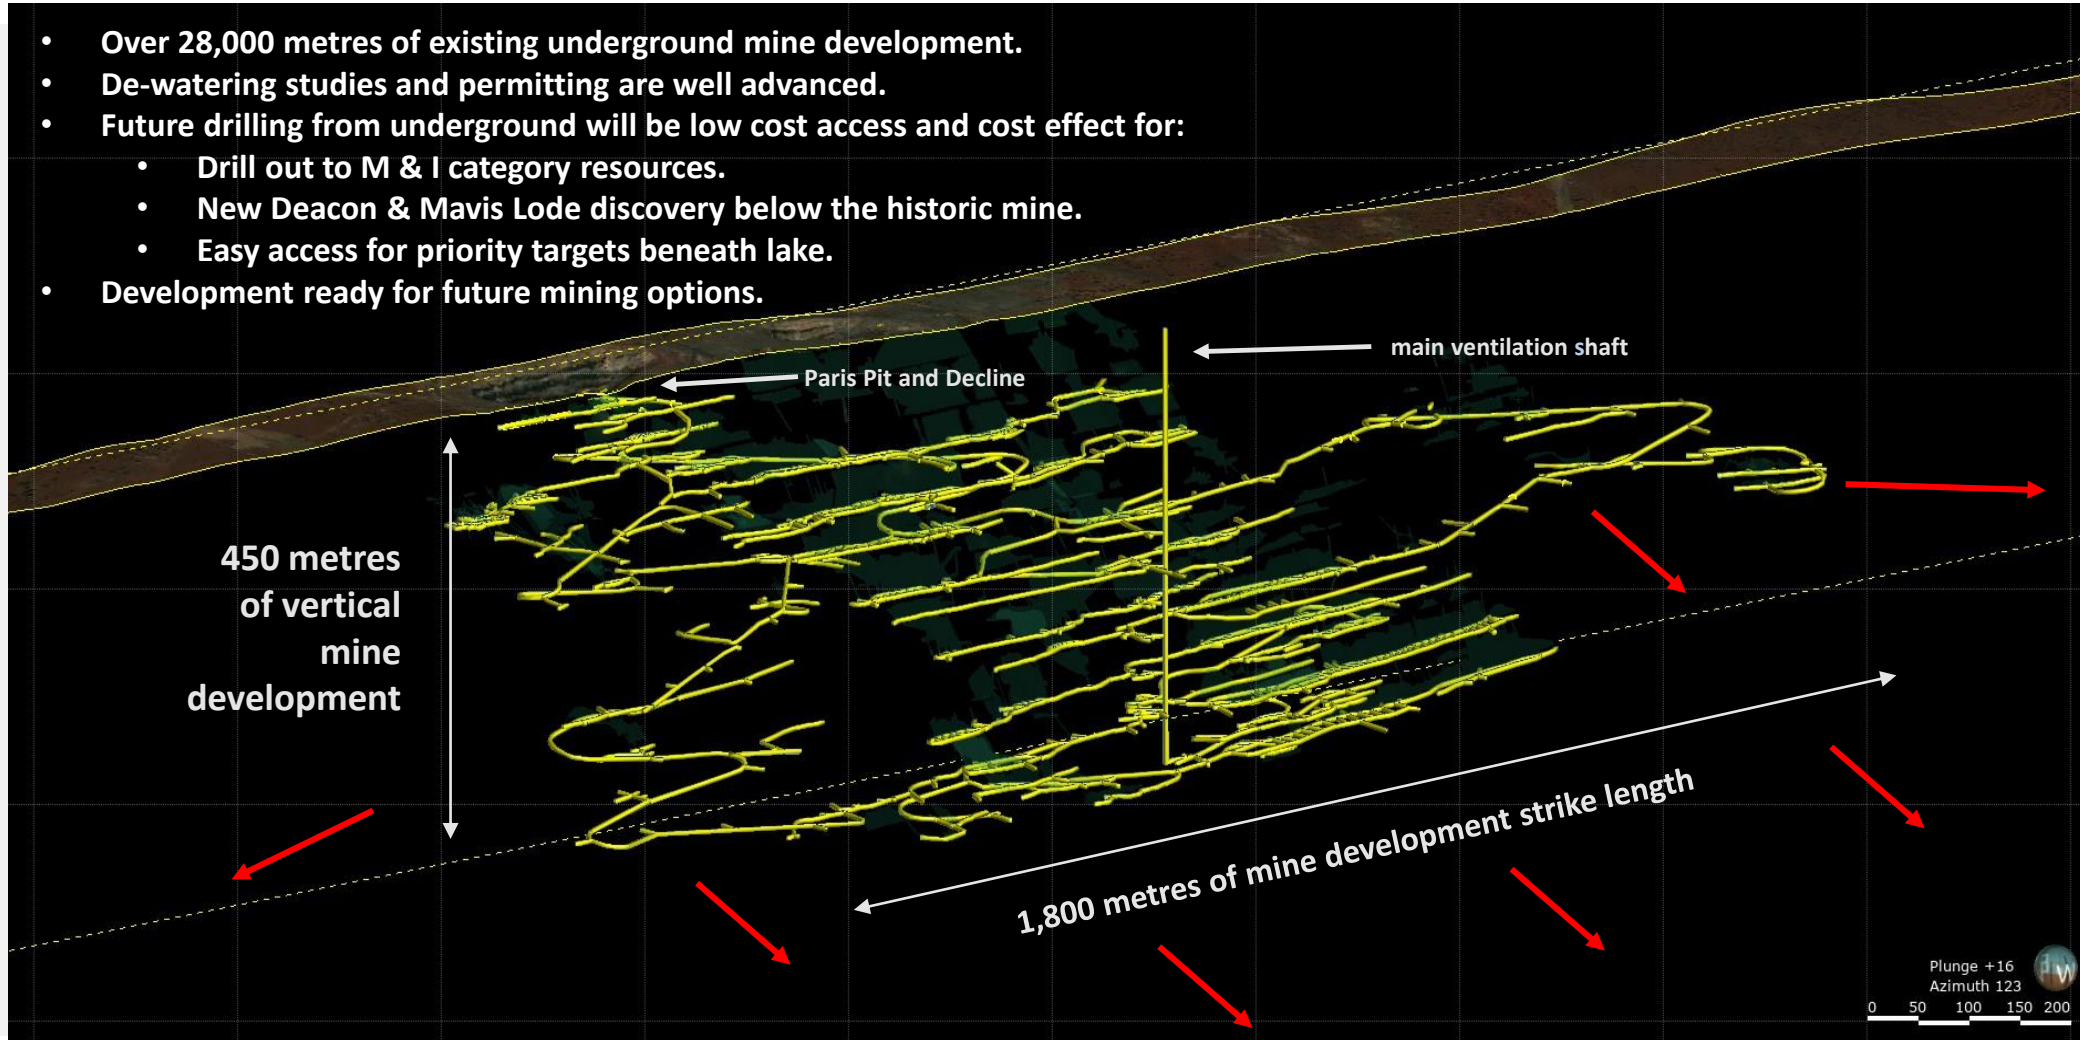 • Over 28,000 metres of existing underground mine development.
• De-watering studies and permitting are well advanced.
• Future drilling from underground will be low cost access and cost effect for:
• Drill out to M & I category resources.
• New Deacon & Mavis Lode discovery below the historic mine.
• Easy access for priority targets beneath lake.
• Development ready for future mining options.
main ventilation shaft
Paris Pit and Decline
450 metres
of vertical
mine
development
1,800 metres of mine development strike length
Plunge +16
Azimuth 123
W
0 50 100 150 200